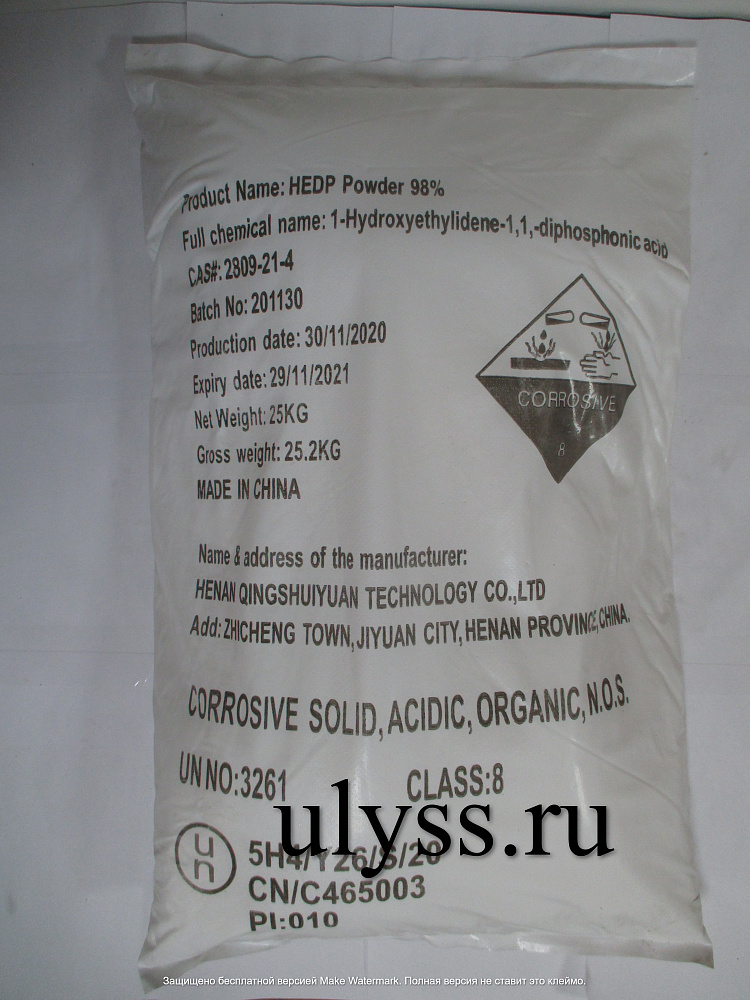 Product Name: HEDP Powder 98%
Full chemical name: 1-Hydroxyethylidene-1,1,-diphosphonic acid
CAS#: 2809-21-4
Batch No: 201130
Production date: 30/11/2020
Expiry date: 29/11/2021
Net Weight: 25KG
Gross weight: 25.2KG
MADE IN CHINA
CORROSIVE
8
Name & address of the manufacturer:
HENAN QINGSHUIYUAN TECHNOLOGY CO.,LTD
Add: ZHICHENG TOWN, JIYUAN CITY, HENAN PROVINCE, CHINA.
CORROSIVE SOLID, ACIDIC, ORGANIC, N.O.S.
UN NO: 3261 CLASS: 8
ulyss.ru
un
5H4/Y26/S/20
CN/C465003
PI:010
Защищено бесплатной версией Make Watermark. Полная версия не ставит это клеймо.